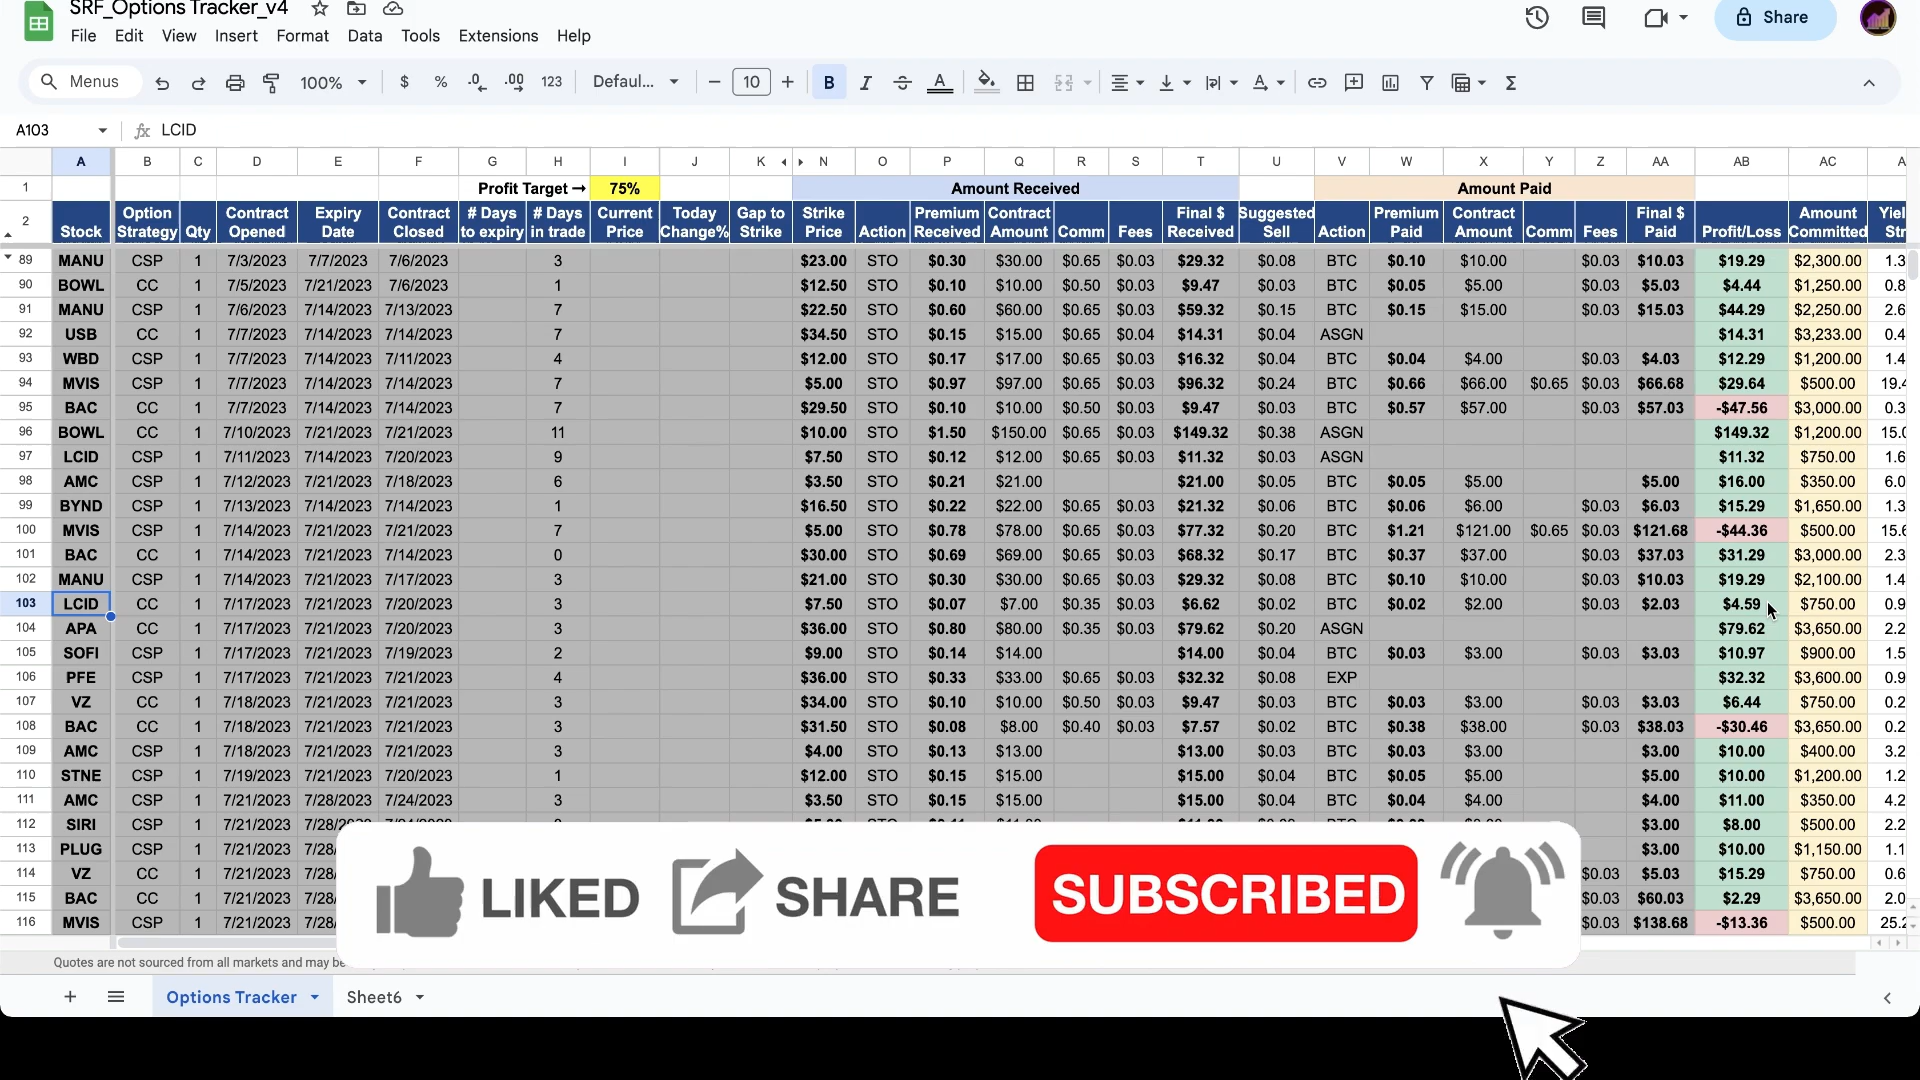 SRF_Options Tracker_v4
Share
File Edit View Insert Format Data Tools Extensions Help
Menus 100% $ % .0 .00 123 Defaul... 10 B I
A103 fx LCID
A B C D E F G H I J K N O P Q R S T U V W X Y Z AA AB AC A
1 Profit Target → 75% Amount Received Amount Paid
2 Stock Option Strategy Qty Contract Opened Expiry Date Contract Closed # Days to expiry # Days in trade Current Price Today Change% Gap to Strike Strike Price Action Premium Received Contract Amount Comm Fees Final $ Received Suggested Sell Action Premium Paid Contract Amount Comm Fees Final $ Paid Profit/Loss Amount Committed Yiel Str
89 MANU CSP 1 7/3/2023 7/7/2023 7/6/2023 3 $23.00 STO $0.30 $30.00 $0.65 $0.03 $29.32 $0.08 BTC $0.10 $10.00 $0.03 $10.03 $19.29 $2,300.00 1.3
90 BOWL CC 1 7/5/2023 7/21/2023 7/6/2023 1 $12.50 STO $0.10 $10.00 $0.50 $0.03 $9.47 $0.03 BTC $0.05 $5.00 $0.03 $5.03 $4.44 $1,250.00 0.8
91 MANU CSP 1 7/6/2023 7/14/2023 7/13/2023 7 $22.50 STO $0.60 $60.00 $0.65 $0.03 $59.32 $0.15 BTC $0.15 $15.00 $0.03 $15.03 $44.29 $2,250.00 2.6
92 USB CC 1 7/7/2023 7/14/2023 7/14/2023 7 $34.50 STO $0.15 $15.00 $0.65 $0.04 $14.31 $0.04 ASGN $14.31 $3,233.00 0.4
93 WBD CSP 1 7/7/2023 7/14/2023 7/11/2023 4 $12.00 STO $0.17 $17.00 $0.65 $0.03 $16.32 $0.04 BTC $0.04 $4.00 $0.03 $4.03 $12.29 $1,200.00 1.4
94 MVIS CSP 1 7/7/2023 7/14/2023 7/14/2023 7 $5.00 STO $0.97 $97.00 $0.65 $0.03 $96.32 $0.24 BTC $0.66 $66.00 $0.65 $0.03 $66.68 $29.64 $500.00 19.4
95 BAC CC 1 7/7/2023 7/14/2023 7/14/2023 7 $29.50 STO $0.10 $10.00 $0.50 $0.03 $9.47 $0.03 BTC $0.57 $57.00 $0.03 $57.03 -$47.56 $3,000.00 0.3
96 BOWL CC 1 7/10/2023 7/21/2023 7/21/2023 11 $10.00 STO $1.50 $150.00 $0.65 $0.03 $149.32 $0.38 ASGN $149.32 $1,200.00 15.0
97 LCID CSP 1 7/11/2023 7/14/2023 7/20/2023 9 $7.50 STO $0.12 $12.00 $0.65 $0.03 $11.32 $0.03 ASGN $11.32 $750.00 1.6
98 AMC CSP 1 7/12/2023 7/21/2023 7/18/2023 6 $3.50 STO $0.21 $21.00 $21.00 $0.05 BTC $0.05 $5.00 $5.00 $16.00 $350.00 6.0
99 BYND CSP 1 7/13/2023 7/14/2023 7/14/2023 1 $16.50 STO $0.22 $22.00 $0.65 $0.03 $21.32 $0.06 BTC $0.06 $6.00 $0.03 $6.03 $15.29 $1,650.00 1.3
100 MVIS CSP 1 7/14/2023 7/21/2023 7/21/2023 7 $5.00 STO $0.78 $78.00 $0.65 $0.03 $77.32 $0.20 BTC $1.21 $121.00 $0.65 $0.03 $121.68 -$44.36 $500.00 15.6
101 BAC CC 1 7/14/2023 7/21/2023 7/14/2023 0 $30.00 STO $0.69 $69.00 $0.65 $0.03 $68.32 $0.17 BTC $0.37 $37.00 $0.03 $37.03 $31.29 $3,000.00 2.3
102 MANU CSP 1 7/14/2023 7/21/2023 7/17/2023 3 $21.00 STO $0.30 $30.00 $0.65 $0.03 $29.32 $0.08 BTC $0.10 $10.00 $0.03 $10.03 $19.29 $2,100.00 1.4
103 LCID CC 1 7/17/2023 7/21/2023 7/20/2023 3 $7.50 STO $0.07 $7.00 $0.35 $0.03 $6.62 $0.02 BTC $0.02 $2.00 $0.03 $2.03 $4.59 $750.00 0.9
104 APA CC 1 7/17/2023 7/21/2023 7/20/2023 3 $36.00 STO $0.80 $80.00 $0.35 $0.03 $79.62 $0.20 ASGN $79.62 $3,650.00 2.2
105 SOFI CSP 1 7/17/2023 7/21/2023 7/19/2023 2 $9.00 STO $0.14 $14.00 $14.00 $0.04 BTC $0.03 $3.00 $0.03 $3.03 $10.97 $900.00 1.5
106 PFE CSP 1 7/17/2023 7/21/2023 7/21/2023 4 $36.00 STO $0.33 $33.00 $0.65 $0.03 $32.32 $0.08 EXP $32.32 $3,600.00 0.9
107 VZ CC 1 7/18/2023 7/21/2023 7/21/2023 3 $34.00 STO $0.10 $10.00 $0.50 $0.03 $9.47 $0.03 BTC $0.03 $3.00 $0.03 $3.03 $6.44 $750.00 0.2
108 BAC CC 1 7/18/2023 7/21/2023 7/21/2023 3 $31.50 STO $0.08 $8.00 $0.40 $0.03 $7.57 $0.02 BTC $0.38 $38.00 $0.03 $38.03 -$30.46 $3,650.00 0.2
109 AMC CSP 1 7/18/2023 7/21/2023 7/21/2023 3 $4.00 STO $0.13 $13.00 $13.00 $0.03 BTC $0.03 $3.00 $3.00 $10.00 $400.00 3.2
110 STNE CSP 1 7/19/2023 7/21/2023 7/20/2023 1 $12.00 STO $0.15 $15.00 $15.00 $0.04 BTC $0.05 $5.00 $5.00 $10.00 $1,200.00 1.2
111 AMC CSP 1 7/21/2023 7/28/2023 7/24/2023 3 $3.50 STO $0.15 $15.00 $15.00 $0.04 BTC $0.04 $4.00 $4.00 $11.00 $350.00 4.2
112 SIRI CSP 1 7/21/2023 $3.00 $8.00 $500.00 2.2
113 PLUG CSP 1 7/21/2023 7/28/ $3.00 $10.00 $1,150.00 1.1
114 VZ CC 1 7/21/2023 7/28/ $0.03 $5.03 $15.29 $750.00 0.6
115 BAC CC 1 7/21/2023 7/28/ $0.03 $60.03 $2.29 $3,650.00 2.0
116 MVIS CSP 1 7/21/2023 7/28/ $0.03 $138.68 -$13.36 $500.00 25.2
LIKED SHARE SUBSCRIBED
Quotes are not sourced from all markets and may be
Options Tracker Sheet6